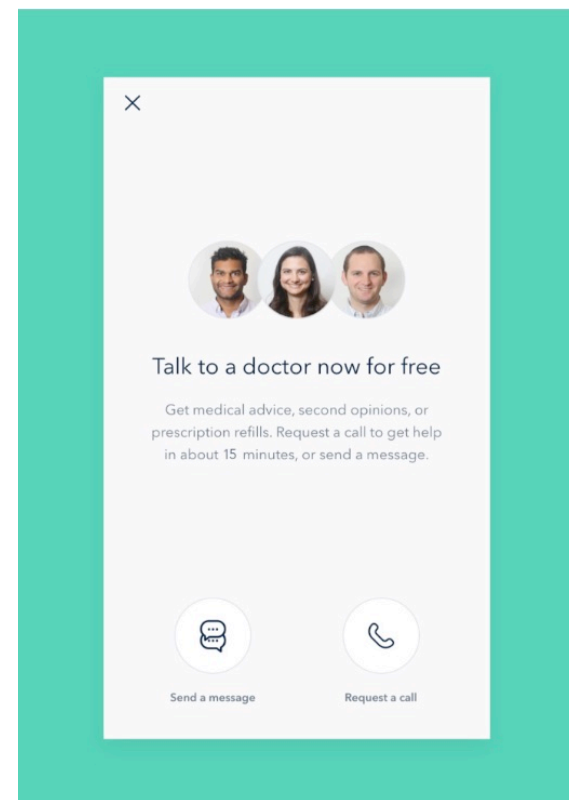 Talk to a doctor now for free
Get medical advice, second opinions, or
prescription refills. Request a call to get help
in about 15 minutes, or send a message.
Send a message
Request a call